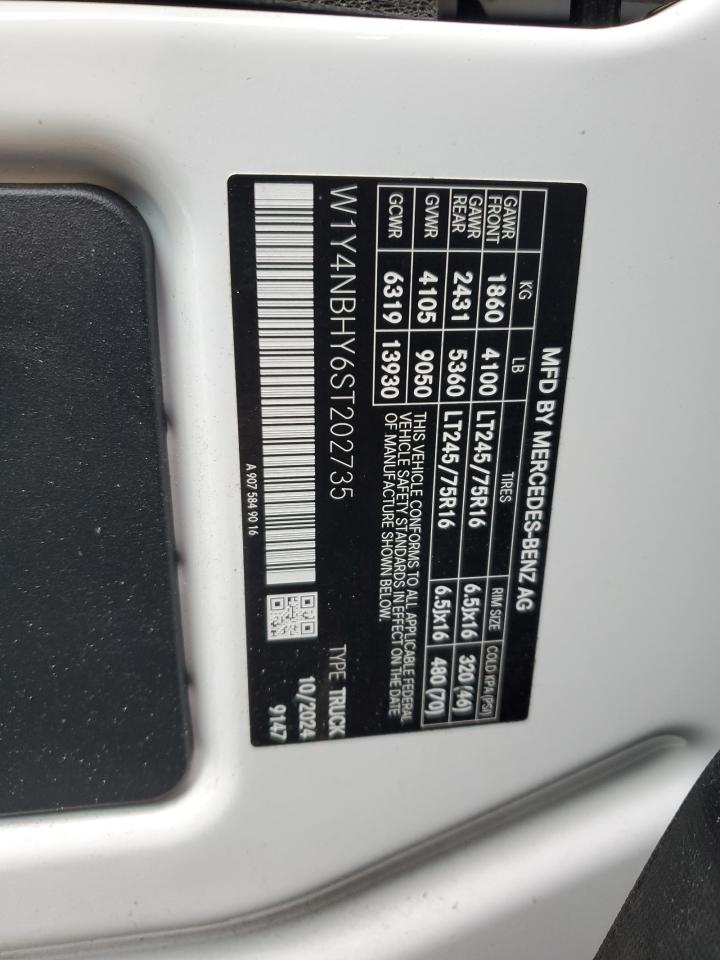 MFD BY MERCEDES-BENZ AG
KG LB TIRES RIM SIZE COLD KPA(PSI)
GAWR FRONT 1860 4100 LT245/75R16 6.5Jx16 320 (46)
GAWR REAR 2431 5360 LT245/75R16 6.5Jx16 480 (70)
GVWR 4105 9050
GCWR 6319 13930
THIS VEHICLE CONFORMS TO ALL APPLICABLE FEDERAL
VEHICLE SAFETY STANDARDS IN EFFECT ON THE DATE
OF MANUFACTURE SHOWN BELOW.
W1Y4NBHY6ST202735 TYPE TRUCK
10/2024
A 907 584 90 16 9147